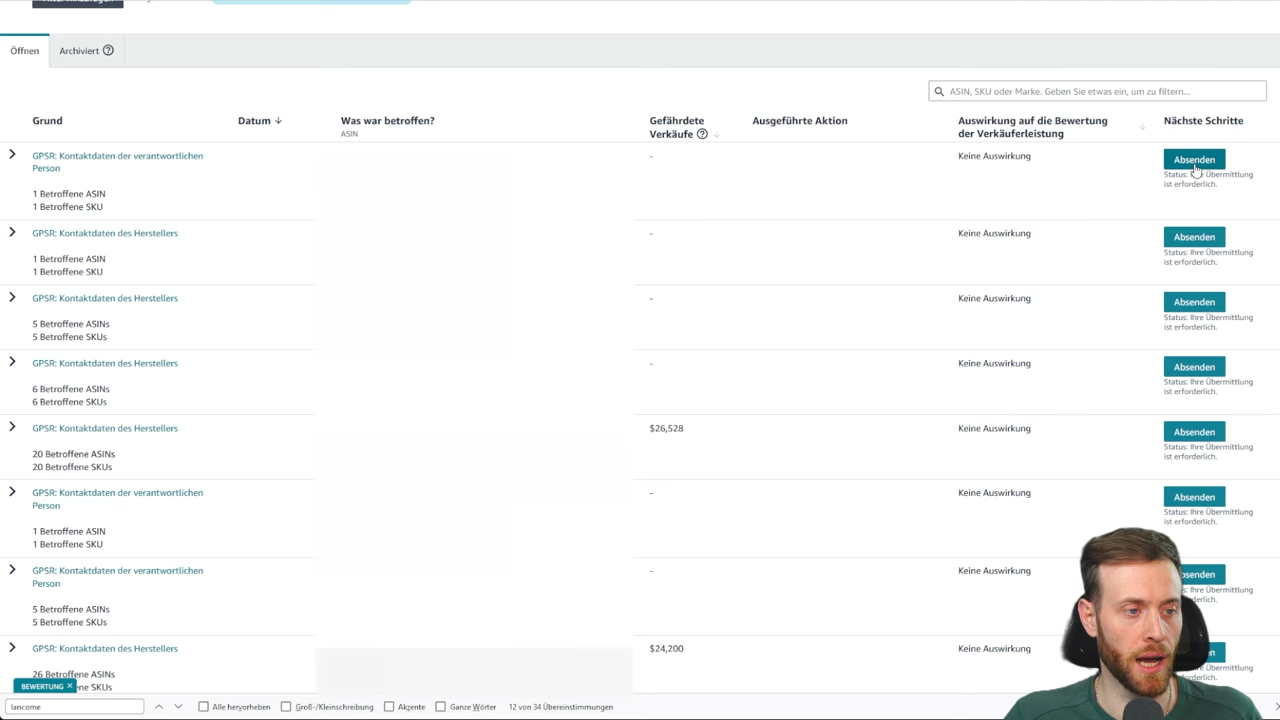 Öffnen
Archiviert
ASIN, SKU oder Marke. Geben Sie etwas ein, um zu filtern...
Grund
Datum
Was war betroffen?
ASIN
Gefährdete
Verkäufe
Ausgeführte Aktion
Auswirkung auf die Bewertung
der Verkäuferleistung
Nächste Schritte
GPSR: Kontaktdaten der verantwortlichen
Person
1 Betroffene ASIN
1 Betroffene SKU
-
Keine Auswirkung
Absenden
Status: Ihre Übermittlung
ist erforderlich.
GPSR: Kontaktdaten des Herstellers
1 Betroffene ASIN
1 Betroffene SKU
-
Keine Auswirkung
Absenden
Status: Ihre Übermittlung
ist erforderlich.
GPSR: Kontaktdaten des Herstellers
5 Betroffene ASINs
5 Betroffene SKUs
-
Keine Auswirkung
Absenden
Status: Ihre Übermittlung
ist erforderlich.
GPSR: Kontaktdaten des Herstellers
6 Betroffene ASINs
6 Betroffene SKUs
-
Keine Auswirkung
Absenden
Status: Ihre Übermittlung
ist erforderlich.
GPSR: Kontaktdaten des Herstellers
20 Betroffene ASINs
20 Betroffene SKUs
$26,528
Keine Auswirkung
Absenden
Status: Ihre Übermittlung
ist erforderlich.
GPSR: Kontaktdaten der verantwortlichen
Person
1 Betroffene ASIN
1 Betroffene SKU
-
Keine Auswirkung
Absenden
Status: Ihre Übermittlung
GPSR: Kontaktdaten der verantwortlichen
Person
5 Betroffene ASINs
5 Betroffene SKUs
-
Keine Auswirkung
GPSR: Kontaktdaten des Herstellers
26 Betroffene ASINs
SKUs
$24,200
Keine Auswirkung
BEWERTUNG
lancome
Alle hervorheben
Groß-/Kleinschreibung
Akzente
Ganze Wörter
12 von 34 Übereinstimmungen